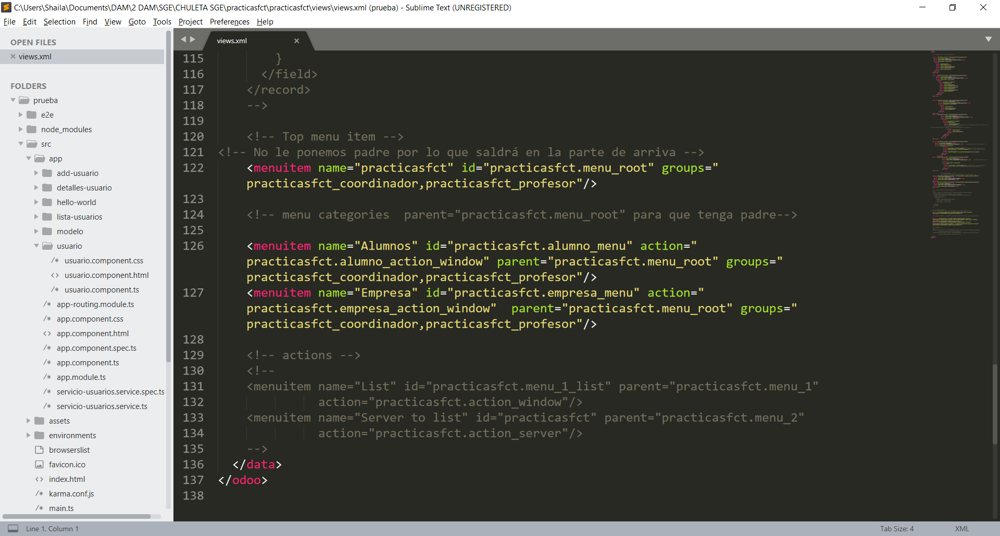 C:\Users\Shaila\Documents\DAM\2 DAM\SGE\CHULETA SGE\practicasfct\practicasfct\views\views.xml (prueba) - Sublime Text (UNREGISTERED)
File Edit Selection Find View Goto Tools Project Preferences Help
OPEN FILES
views.xml
FOLDERS
prueba
e2e
node_modules
src
app
add-usuario
detalles-usuario
hello-world
lista-usuarios
modelo
usuario
/* usuario.component.css
<> usuario.component.html
/* usuario.component.ts
/* app-routing.module.ts
/* app.component.css
<> app.component.html
/* app.component.spec.ts
/* app.component.ts
/* app.module.ts
/* servicio-usuarios.service.spec.ts
/* servicio-usuarios.service.ts
assets
environments
browserslist
favicon.ico
<> index.html
/* karma.conf.js
/* main.ts
views.xml
115 }
116 </field>
117 </record>
118 -->
119
120 <!-- Top menu item -->
121 <!-- No le ponemos padre por lo que saldrá en la parte de arriva -->
122 <menuitem name="practicasfct" id="practicasfct.menu_root" groups="
practicasfct_coordinador,practicasfct_profesor"/>
123
124 <!-- menu categories  parent="practicasfct.menu_root" para que tenga padre-->
125
126 <menuitem name="Alumnos" id="practicasfct.alumno_menu" action="
practicasfct.alumno_action_window" parent="practicasfct.menu_root" groups="
practicasfct_coordinador,practicasfct_profesor"/>
127 <menuitem name="Empresa" id="practicasfct.empresa_menu" action="
practicasfct.empresa_action_window"  parent="practicasfct.menu_root" groups="
practicasfct_coordinador,practicasfct_profesor"/>
128
129 <!-- actions -->
130 <!--
131 <menuitem name="List" id="practicasfct.menu_1_list" parent="practicasfct.menu_1"
132 action="practicasfct.action_window"/>
133 <menuitem name="Server to list" id="practicasfct" parent="practicasfct.menu_2"
134 action="practicasfct.action_server"/>
135 -->
136 </data>
137 </odoo>
138
Line 1, Column 1
Tab Size: 4
XML